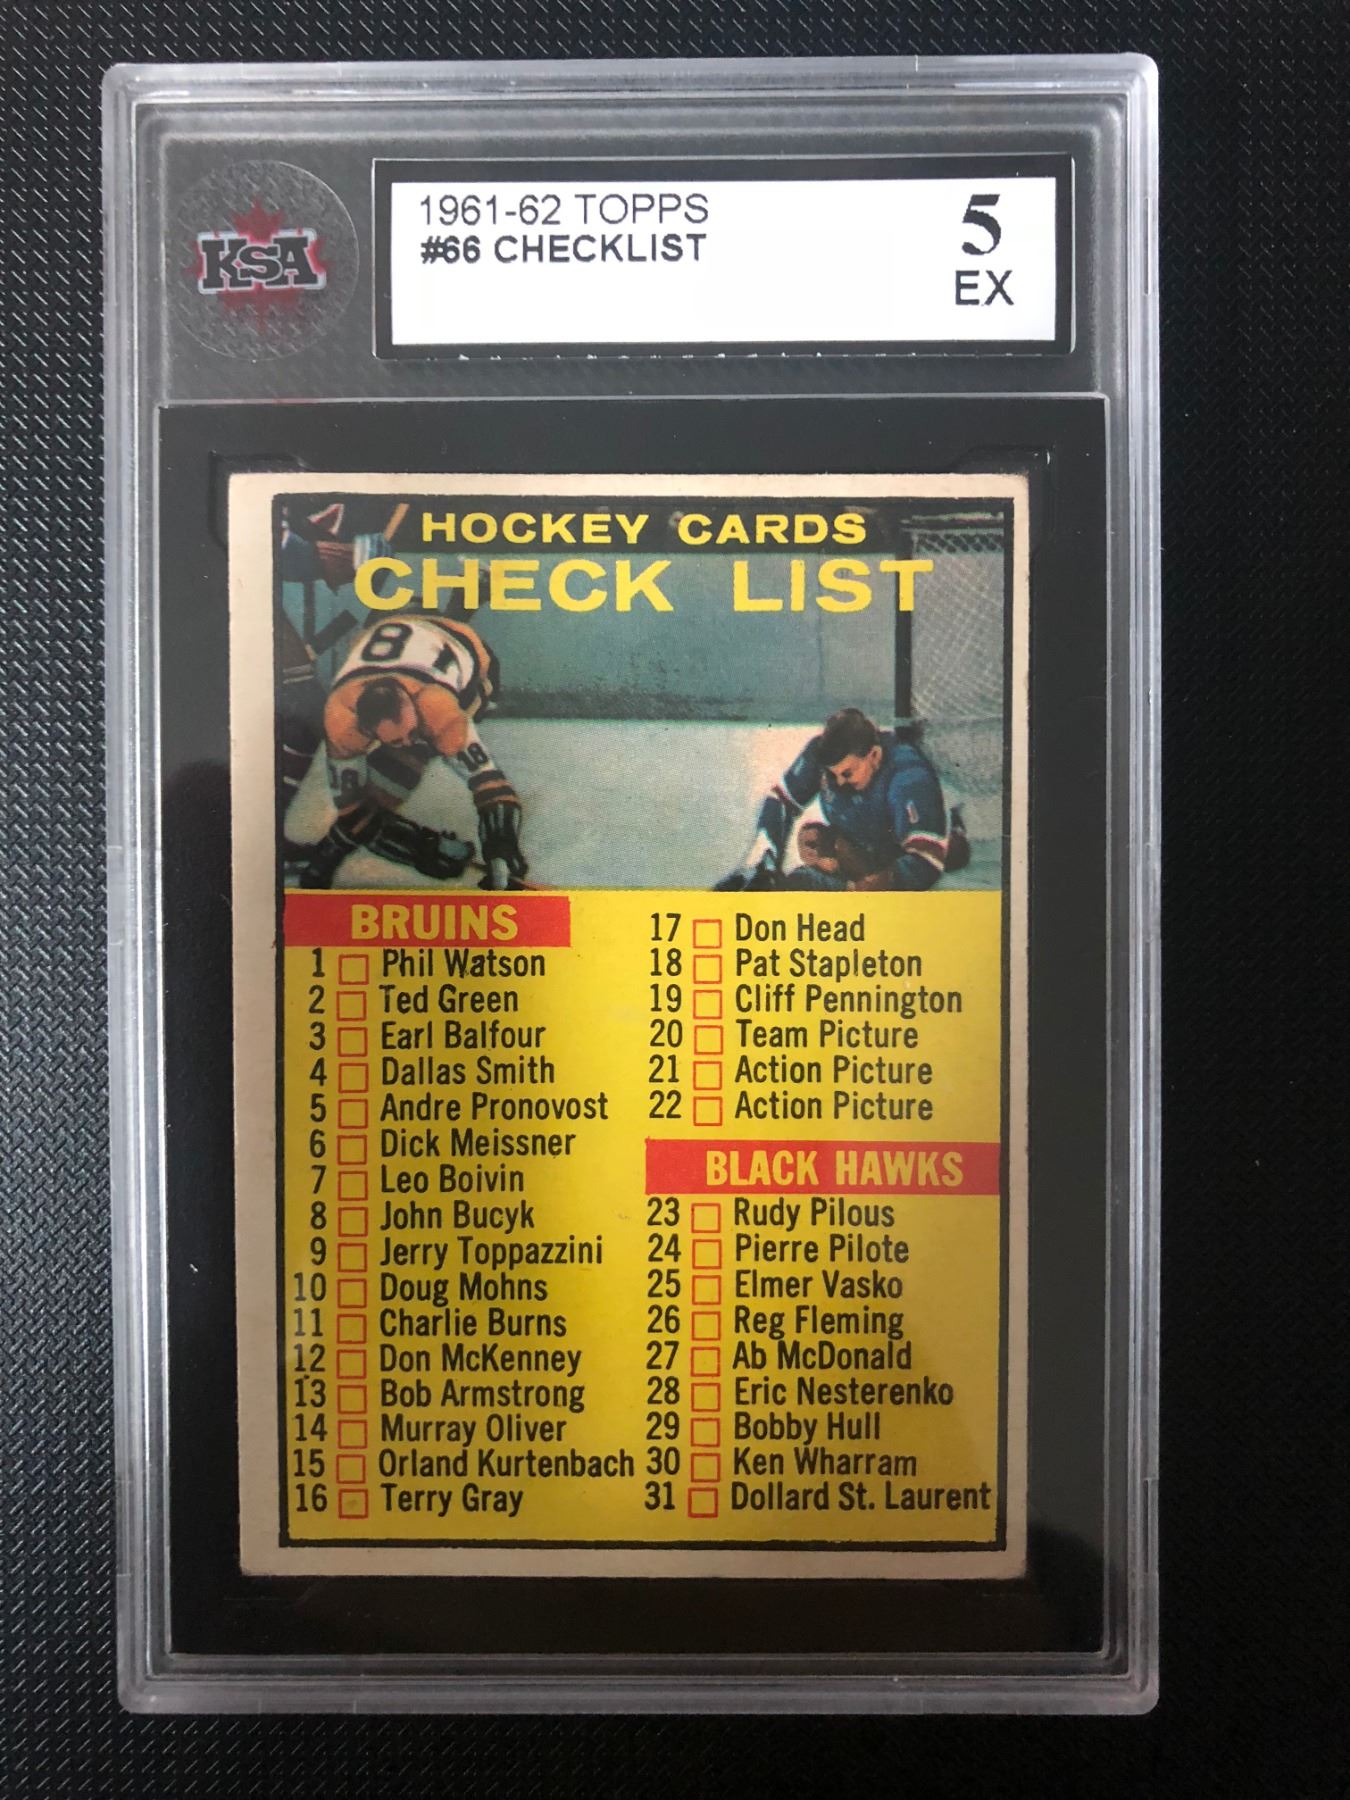 KSA
1961-62 TOPPS
#66 CHECKLIST
5
EX
HOCKEY CARDS
CHECK LIST
8
18
18
1
BRUINS
1 Phil Watson
2 Ted Green
3 Earl Balfour
4 Dallas Smith
5 Andre Pronovost
6 Dick Meissner
7 Leo Boivin
8 John Bucyk
9 Jerry Toppazzini
10 Doug Mohns
11 Charlie Burns
12 Don McKenney
13 Bob Armstrong
14 Murray Oliver
15 Orland Kurtenbach
16 Terry Gray
17 Don Head
18 Pat Stapleton
19 Cliff Pennington
20 Team Picture
21 Action Picture
22 Action Picture
BLACK HAWKS
23 Rudy Pilous
24 Pierre Pilote
25 Elmer Vasko
26 Reg Fleming
27 Ab McDonald
28 Eric Nesterenko
29 Bobby Hull
30 Ken Wharram
31 Dollard St. Laurent